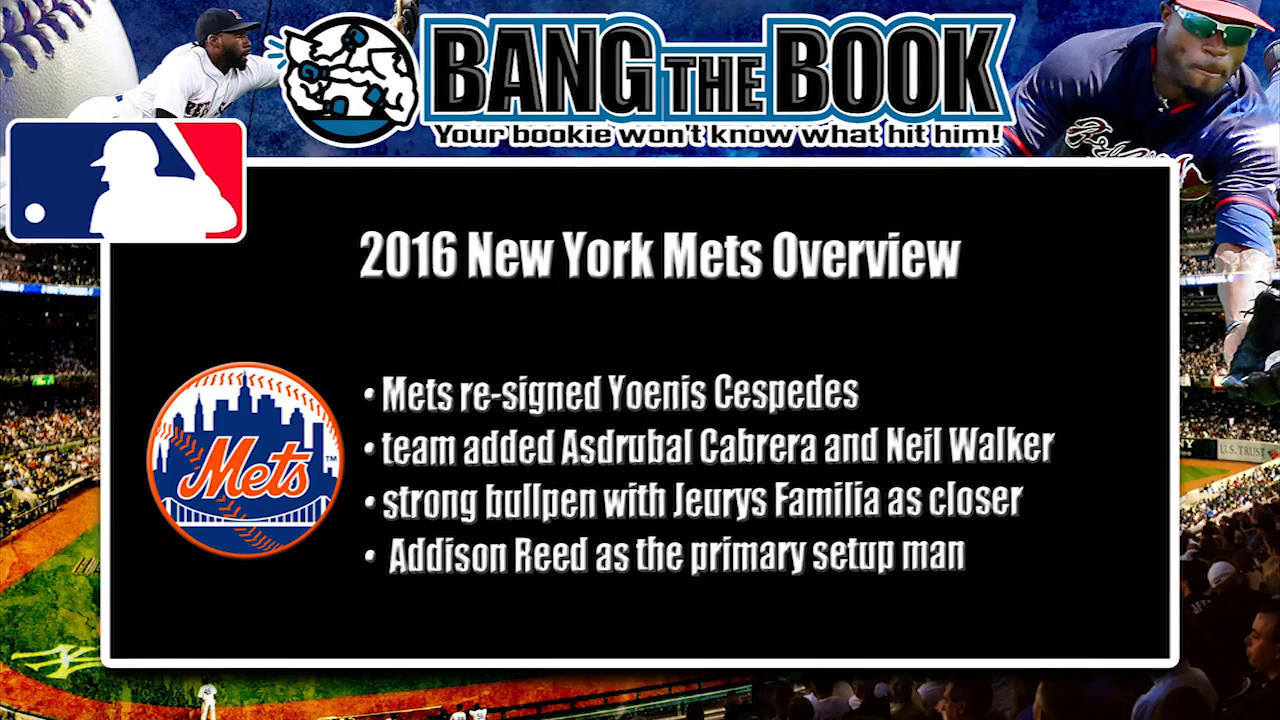 BANG THE BOOK
Your bookie won't know what hit him!
2016 New York Mets Overview
• Mets re-signed Yoenis Cespedes
• team added Asdrubal Cabrera and Neil Walker
• strong bullpen with Jeurys Familia as closer
• Addison Reed as the primary setup man
Mets
TM
U.S. TRUST